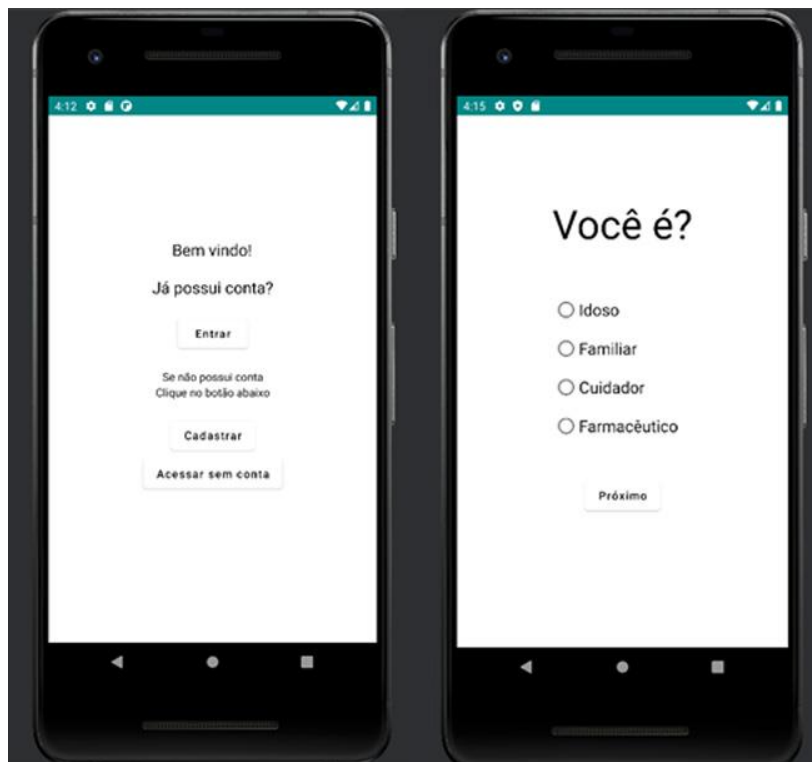 4:12
Bem vindo!
Já possui conta?
Entrar
Se não possui conta
Clique no botão abaixo
Cadastrar
Acessar sem conta
4:15
Você é?
Idoso
Familiar
Cuidador
Farmacêutico
Próximo